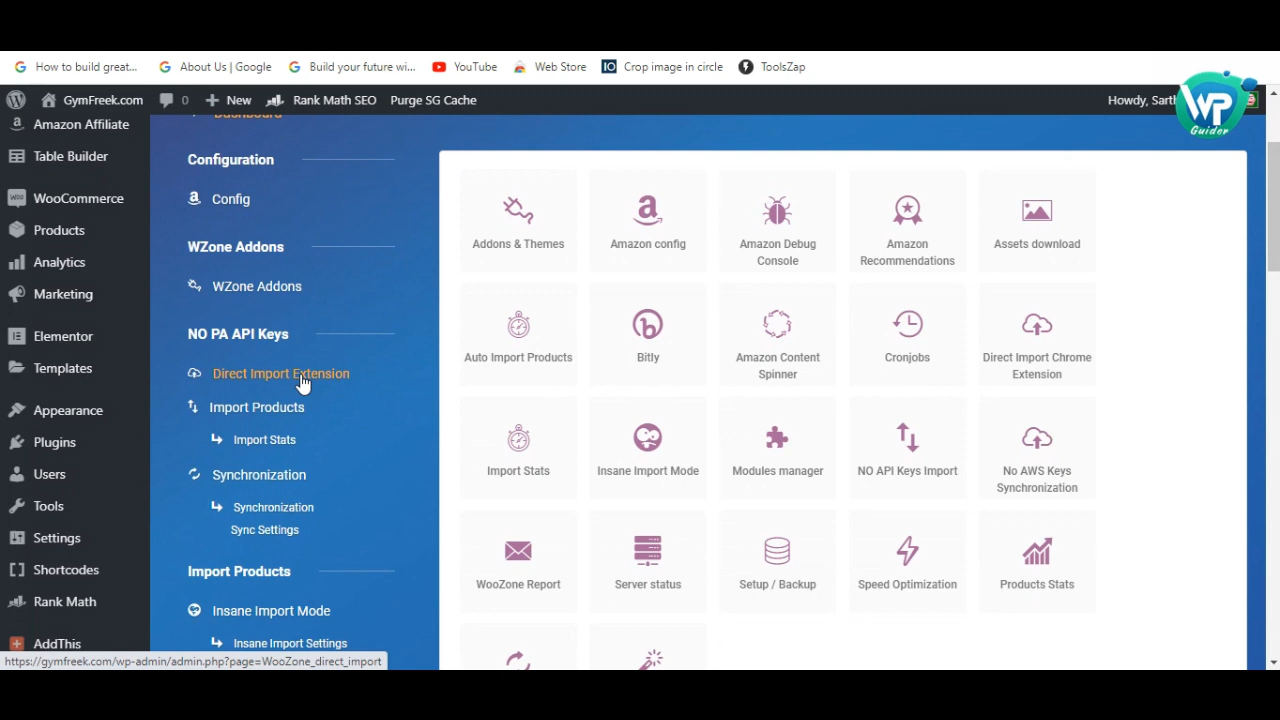 How to build great...
About Us | Google
Build your future wi...
YouTube
Web Store
Crop image in circle
ToolsZap
GymFreek.com
0
New
Rank Math SEO
Purge SG Cache
Howdy, Sart
WP
Guider
Amazon Affiliate
Table Builder
WooCommerce
Products
Analytics
Marketing
Elementor
Templates
Appearance
Plugins
Users
Tools
Settings
Shortcodes
Rank Math
AddThis
Dashboard
Configuration
Config
WZone Addons
WZone Addons
NO PA API Keys
Direct Import Extension
Import Products
Import Stats
Synchronization
Synchronization
Sync Settings
Import Products
Insane Import Mode
Insane Import Settings
Addons & Themes
Amazon config
Amazon Debug
Console
Amazon
Recommendations
Assets download
Auto Import Products
Bitly
Amazon Content
Spinner
Cronjobs
Direct Import Chrome
Extension
Import Stats
Insane Import Mode
Modules manager
NO API Keys Import
No AWS Keys
Synchronization
WooZone Report
Server status
Setup / Backup
Speed Optimization
Products Stats
https://gymfreek.com/wp-admin/admin.php?page=WooZone_direct_import